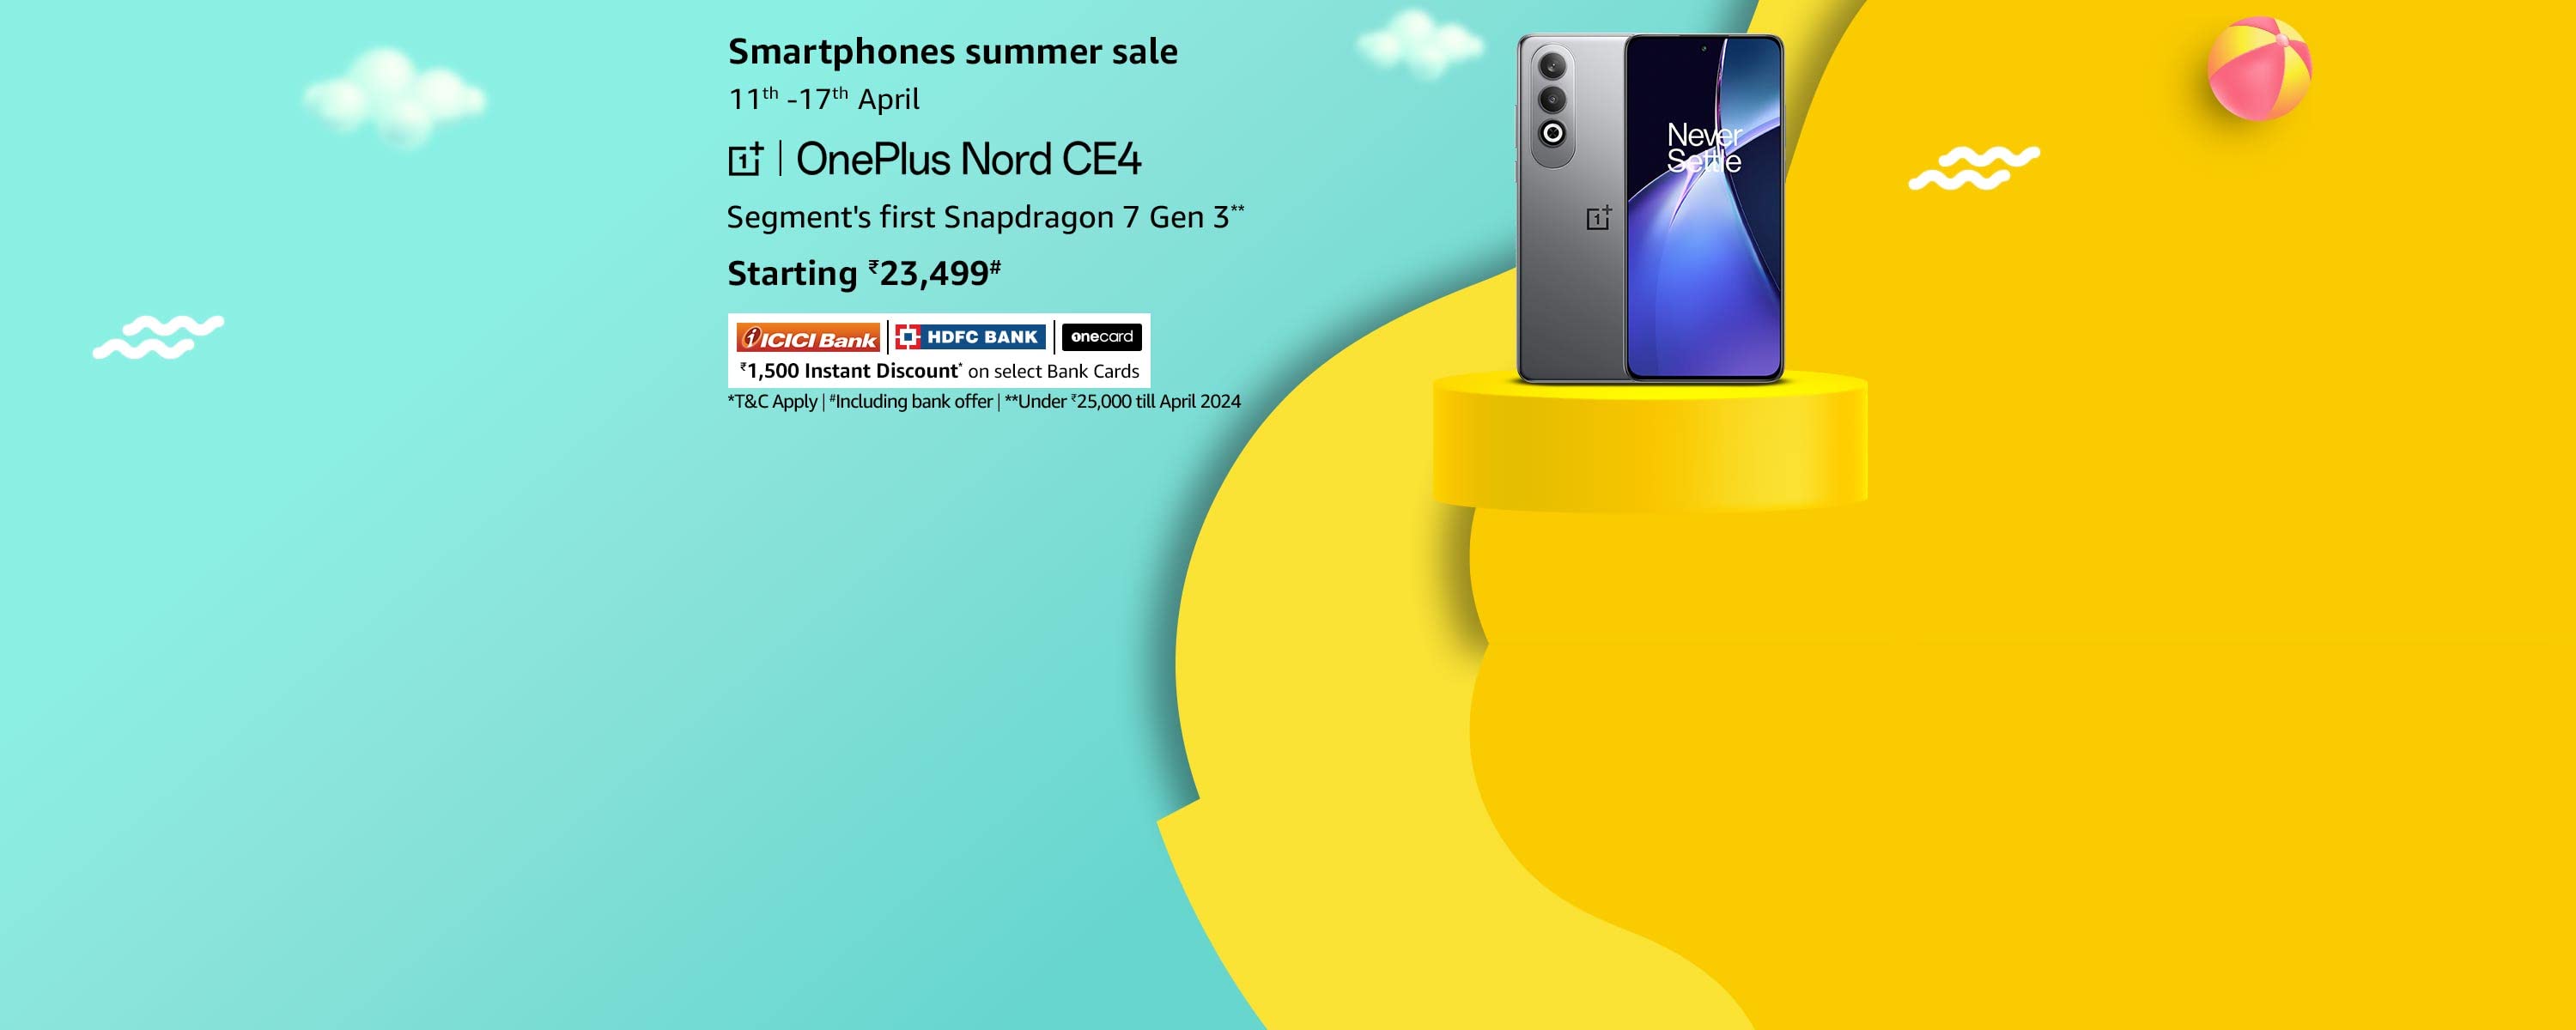 Smartphones summer sale
11th -17th April
1+ | OnePlus Nord CE4
Segment's first Snapdragon 7 Gen 3**
Starting ₹23,499#
ICICI Bank | HDFC BANK | onecard
₹1,500 Instant Discount* on select Bank Cards
*T&C Apply | #Including bank offer | **Under ₹25,000 till April 2024
Never
Settle
1+